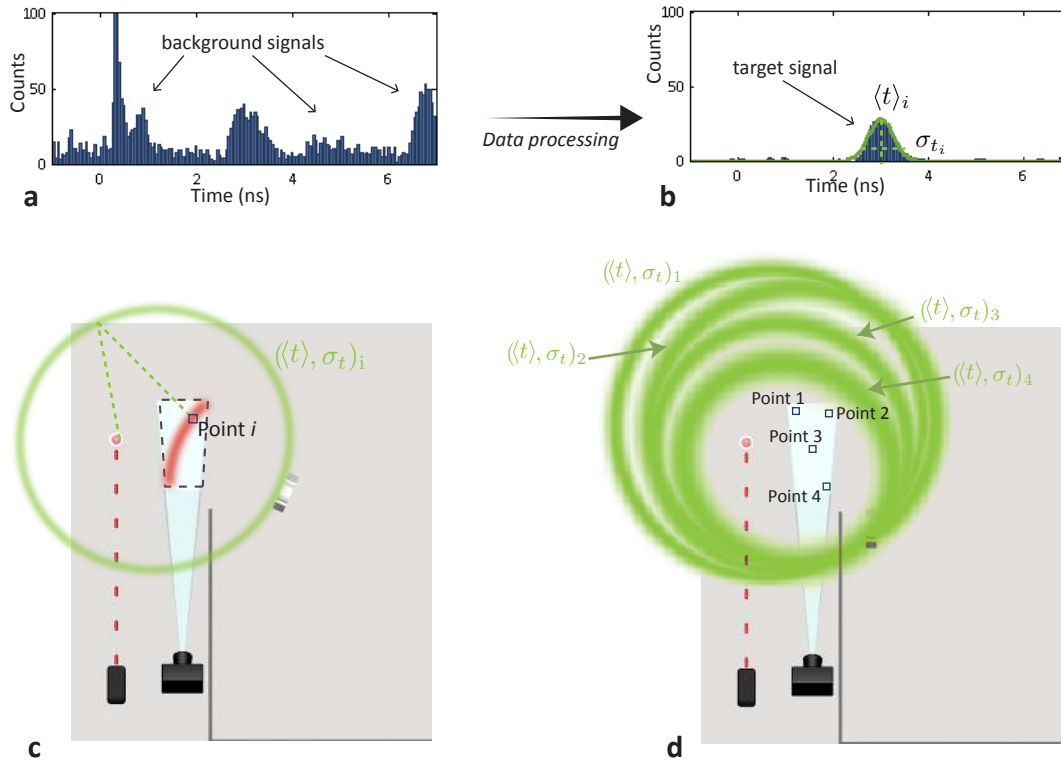 100
50
0
Counts
background signals
0
2
4
6
Time (ns)
a
Data processing
100
50
0
Counts
target signal
⟨t⟩ᵢ
σₜᵢ
0
2
4
6
Time (ns)
b
(⟨t⟩, σₜ)ᵢ
Point i
c
(⟨t⟩, σₜ)₁
(⟨t⟩, σₜ)₂
(⟨t⟩, σₜ)₃
(⟨t⟩, σₜ)₄
Point 1
Point 2
Point 3
Point 4
d